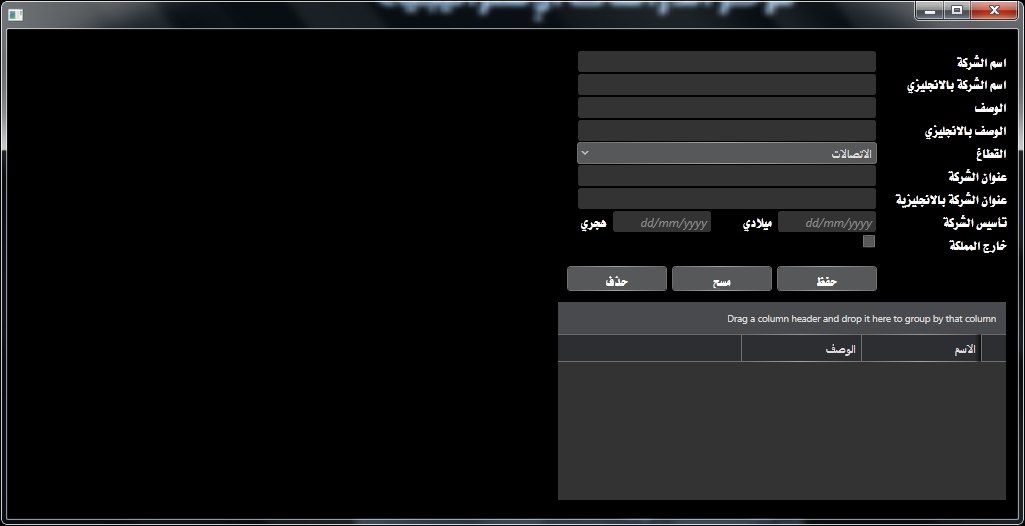 اسم الشركة
اسم الشركة بالانجليزي
الوصف
الوصف بالانجليزي
القطاع الاتصالات
عنوان الشركة
عنوان الشركة بالانجليزية
تأسيس الشركة dd/mm/yyyy ميلادي dd/mm/yyyy هجري
خارج المملكة
حفظ مسح حذف
Drag a column header and drop it here to group by that column
الاسم الوصف